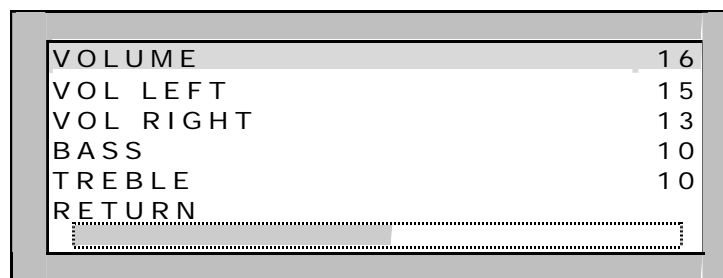 VOLUME 16
VOL LEFT 15
VOL RIGHT 13
BASS 10
TREBLE 10
RETURN